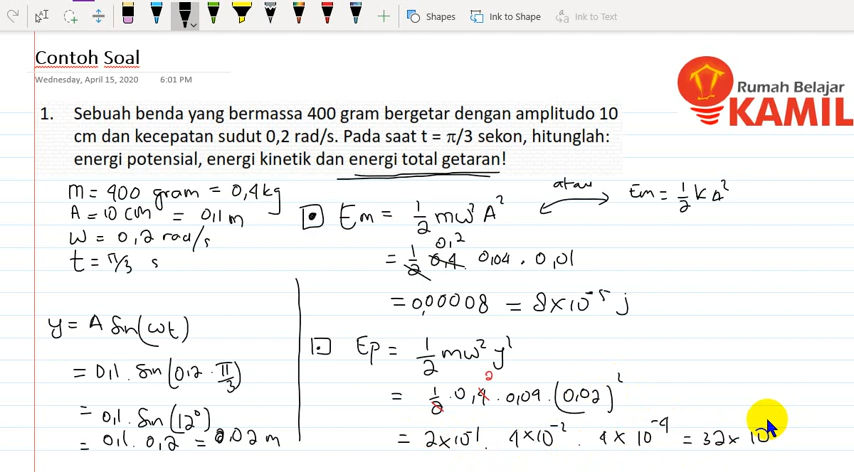 Shapes Ink to Shape Ink to Text
Contoh Soal
Wednesday, April 15, 2020 6:01 PM
Rumah Belajar
KAMIL
1. Sebuah benda yang bermassa 400 gram bergetar dengan amplitudo 10
cm dan kecepatan sudut 0,2 rad/s. Pada saat t = π/3 sekon, hitunglah:
energi potensial, energi kinetik dan energi total getaran!
m = 400 gram = 0,4 kg
A = 10 cm = 0,1 m
ω = 0,2 rad/s
t = π/3 s
y = A sin(ωt)
= 0,1 . sin(0,2 . π/3)
= 0,1 . sin(12°)
= 0,1 . 0,2 = 0,02 m
Em = 1/2 mω² A² atau Em = 1/2 k A²
0,2
= 1/2 0,4 . 0,04 . 0,01
= 0,00008 = 8 × 10⁻⁵ j
Ep = 1/2 mω² y²
2
= 1/2 . 0,4 . 0,04 . (0,02)²
= 2 × 10⁻¹ . 4 × 10⁻² . 4 × 10⁻⁴ = 32 × 10